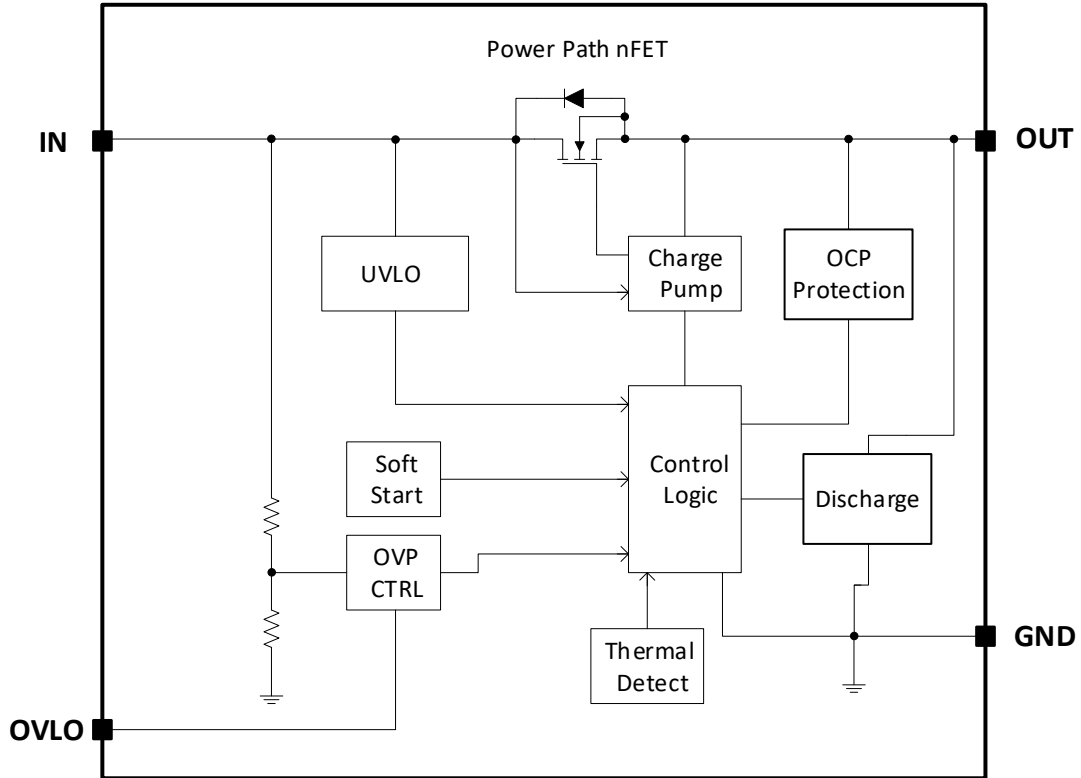 Power Path nFET
IN
OUT
UVLO
Charge
Pump
OCP
Protection
Soft
Start
Control
Logic
Discharge
OVP
CTRL
Thermal
Detect
GND
OVLO